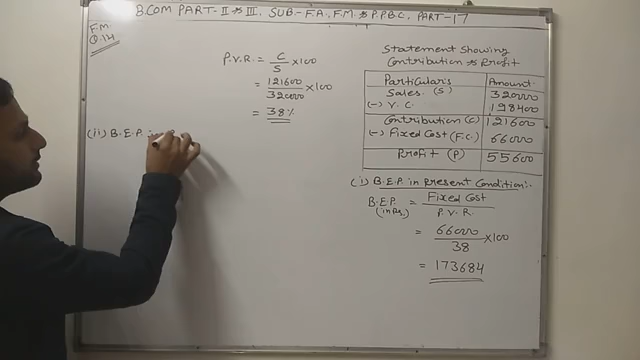 B.COM PART-II & III, SUB-F.A, F.M & P.P.B.C. PART-17
F.M
Q.14
P.V.R. = C/S × 100
= 121600/320000 × 100
= 38%
(ii) B.E.P. in
Statement Showing
Contribution & Profit
Particulars Amount
Sales (S) 320000
(-) V.C. 198400
Contribution (C) 121600
(-) Fixed Cost (F.C.) 66000
Profit (P) 55600
(i) B.E.P. in Present Condition:-
B.E.P. (in Rs.) = Fixed Cost / P.V.R.
= 66000/38 × 100
= 173684